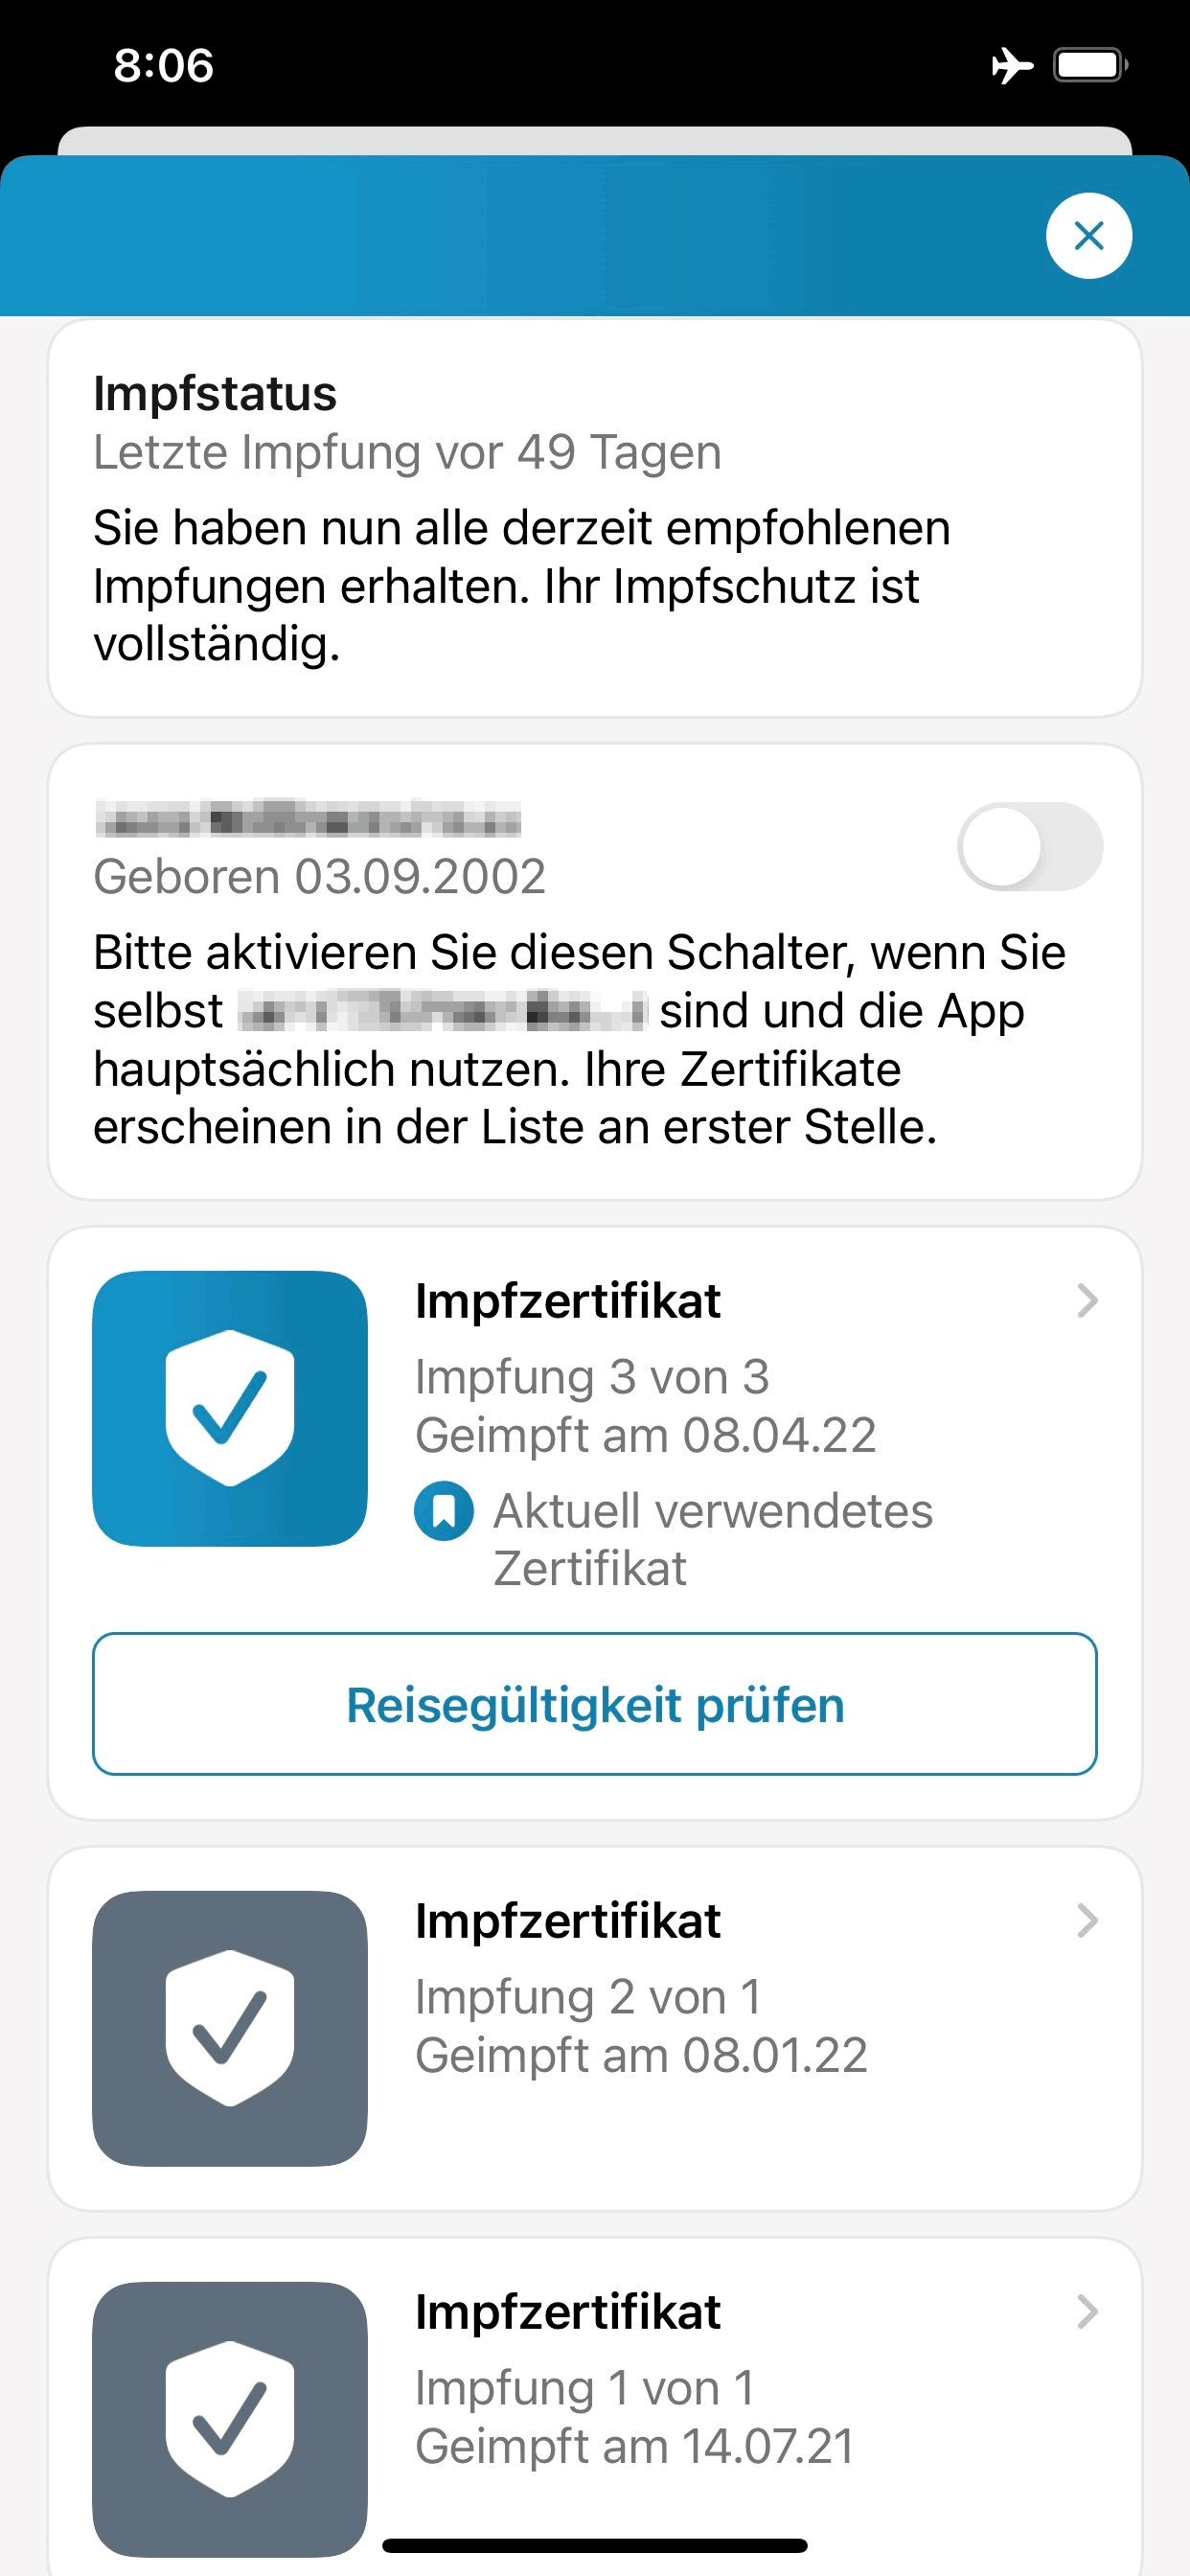 8:06
Impfstatus
Letzte Impfung vor 49 Tagen
Sie haben nun alle derzeit empfohlenen
Impfungen erhalten. Ihr Impfschutz ist
vollständig.
Geboren 03.09.2002
Bitte aktivieren Sie diesen Schalter, wenn Sie
selbst sind und die App
hauptsächlich nutzen. Ihre Zertifikate
erscheinen in der Liste an erster Stelle.
Impfzertifikat
Impfung 3 von 3
Geimpft am 08.04.22
Aktuell verwendetes
Zertifikat
Reisegültigkeit prüfen
Impfzertifikat
Impfung 2 von 1
Geimpft am 08.01.22
Impfzertifikat
Impfung 1 von 1
Geimpft am 14.07.21